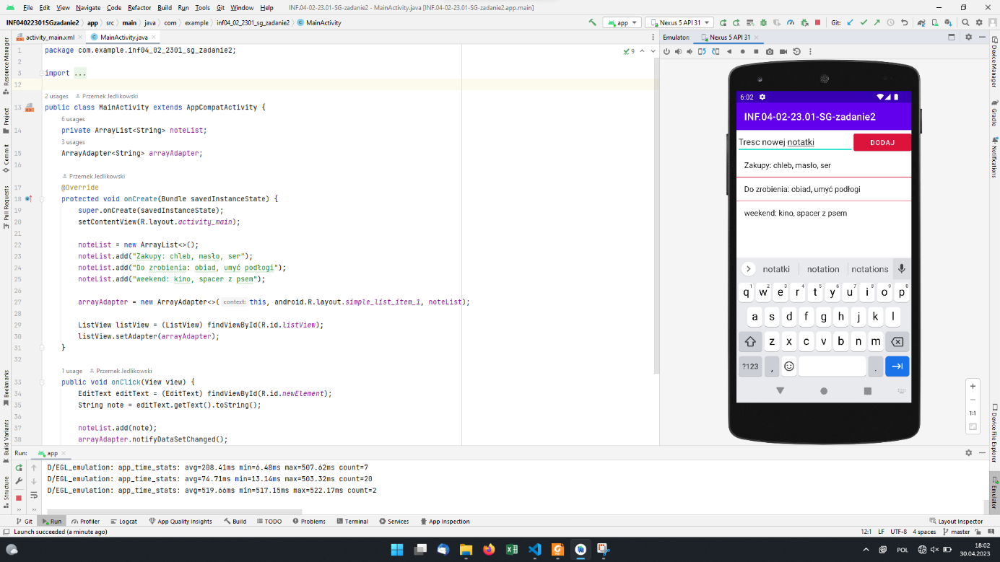 File Edit View Navigate Code Refactor Build Run Tools Git Window Help INF.04-02-23.01-SG-zadanie2 - MainActivity.java [INF.04-02-23.01-SG-zadanie2.app.main]
INF04022301SGzadanie2 app src main java com example inf04_02_2301_sg_zadanie2 MainActivity
app Nexus 5 API 31 Git:
activity_main.xml MainActivity.java
Emulator: Nexus 5 API 31
Resource Manager
Project
Commit
Pull Requests
Bookmarks
Build Variants
Structure
9
1 package com.example.inf04_02_2301_sg_zadanie2;
2
3 import ...
12
2 usages Przemek Jedlikowski
13 public class MainActivity extends AppCompatActivity {
6 usages
14 private ArrayList<String> noteList;
3 usages
15 ArrayAdapter<String> arrayAdapter;
16
Przemek Jedlikowski
17 @Override
18 protected void onCreate(Bundle savedInstanceState) {
19 super.onCreate(savedInstanceState);
20 setContentView(R.layout.activity_main);
21
22 noteList = new ArrayList<>();
23 noteList.add("Zakupy: chleb, masło, ser");
24 noteList.add("Do zrobienia: obiad, umyć podłogi");
25 noteList.add("weekend: kino, spacer z psem");
26
27 arrayAdapter = new ArrayAdapter<>( context: this, android.R.layout.simple_list_item_1, noteList);
28
29 ListView listView = (ListView) findViewById(R.id.listView);
30 listView.setAdapter(arrayAdapter);
31 }
32
1 usage Przemek Jedlikowski
33 public void onClick(View view) {
34 EditText editText = (EditText) findViewById(R.id.newElement);
35 String note = editText.getText().toString();
36
37 noteList.add(note);
38 arrayAdapter.notifyDataSetChanged();
6:02
INF.04-02-23.01-SG-zadanie2
Tresc nowej notatki DODAJ
Zakupy: chleb, masło, ser
Do zrobienia: obiad, umyć podłogi
weekend: kino, spacer z psem
notatki notation notations
q1 w2 e3 r4 t5 y6 u7 i8 o9 p0
a s d f g h j k l
z x c v b n m
?123 , .
+
−
1:1
Device Manager
Gradle
Notifications
Device File Explorer
Emulator
Run: app
D/EGL_emulation: app_time_stats: avg=208.41ms min=6.48ms max=507.62ms count=7
D/EGL_emulation: app_time_stats: avg=74.71ms min=13.14ms max=503.32ms count=20
D/EGL_emulation: app_time_stats: avg=519.66ms min=517.15ms max=522.17ms count=2
Git Run Profiler Logcat App Quality Insights Build TODO Problems Terminal Services App Inspection Layout Inspector
Launch succeeded (a minute ago) 12:1 LF UTF-8 4 spaces master
POL 18:02
30.04.2023